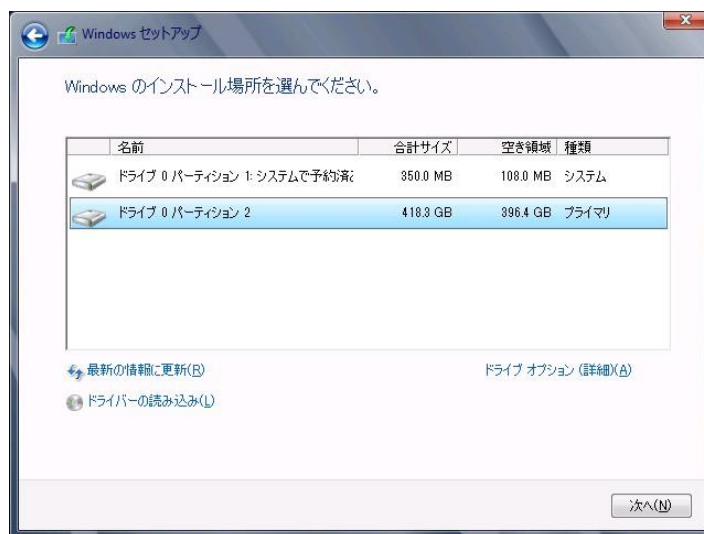 Windows セットアップ
Windows のインストール場所を選んでください。
名前 合計サイズ 空き領域 種類
ドライブ 0 パーティション 1: システムで予約済 350.0 MB 108.0 MB システム
ドライブ 0 パーティション 2 418.3 GB 396.4 GB プライマリ
最新の情報に更新(R) ドライブ オプション (詳細)(A)
ドライバーの読み込み(L)
次へ(N)